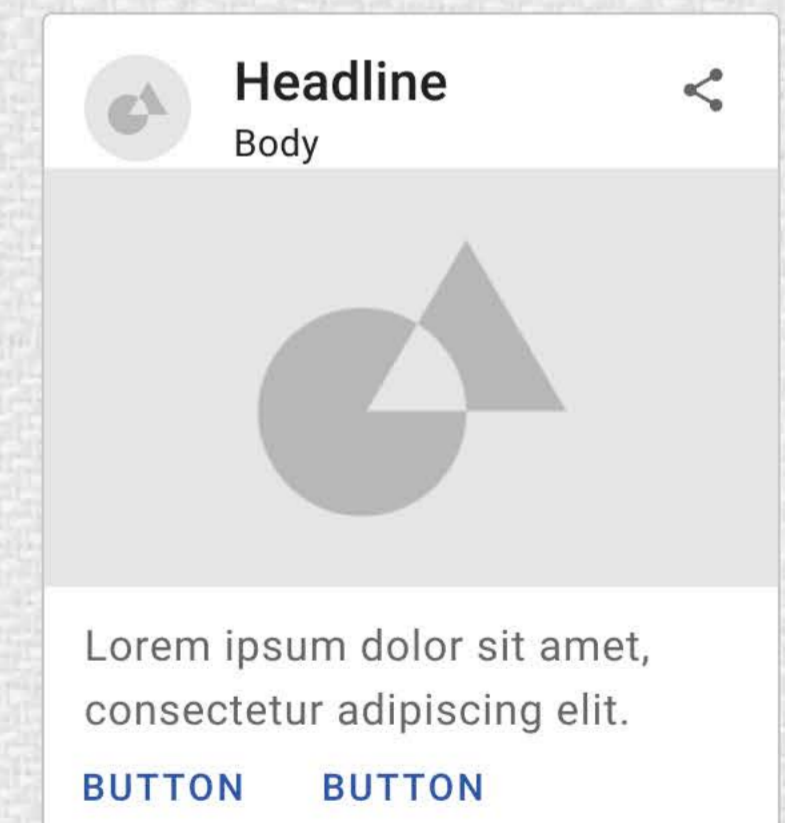 Headline
Body
Lorem ipsum dolor sit amet,
consectetur adipiscing elit.
BUTTON BUTTON